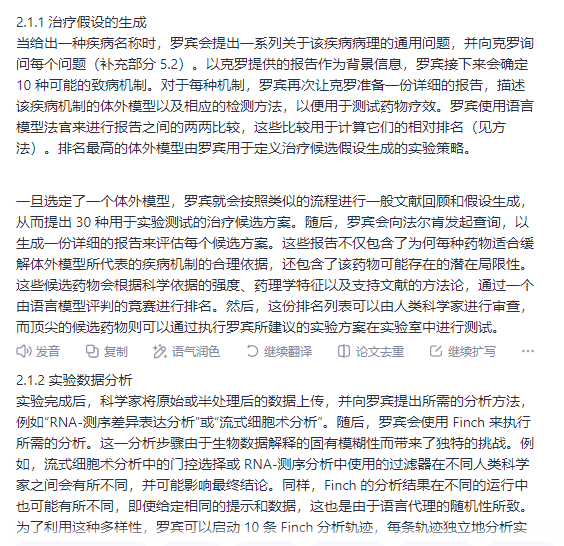 2.1.1 治疗假设的生成
当给出一种疾病名称时，罗宾会提出一系列关于该疾病病理的通用问题，并向克罗询
问每个问题（补充部分 5.2）。以克罗提供的报告作为背景信息，罗宾接下来会确定
10 种可能的致病机制。对于每种机制，罗宾再次让克罗准备一份详细的报告，描述
该疾病机制的体外模型以及相应的检测方法，以便用于测试药物疗效。罗宾使用语言
模型法官来进行报告之间的两两比较，这些比较用于计算它们的相对排名（见方
法）。排名最高的体外模型由罗宾用于定义治疗候选假设生成的实验策略。
一旦选定了一个体外模型，罗宾就会按照类似的流程进行一般文献回顾和假设生成，
从而提出 30 种用于实验测试的治疗候选方案。随后，罗宾会向法尔肯发起查询，以
生成一份详细的报告来评估每个候选方案。这些报告不仅包含了为何每种药物适合缓
解体外模型所代表的疾病机制的合理依据，还包含了该药物可能存在的潜在局限性。
这些候选药物会根据科学依据的强度、药理学特征以及支持文献的方法论，通过一个
由语言模型评判的竞赛进行排名。然后，这份排名列表可以由人类科学家进行审查，
而顶尖的候选药物则可以通过执行罗宾所建议的实验方案在实验室中进行测试。
发音 复制 语气润色 继续翻译 论文去重 继续扩写 ...
2.1.2 实验数据分析
实验完成后，科学家将原始或半处理后的数据上传，并向罗宾提出所需的分析方法，
例如“RNA-测序差异表达分析”或“流式细胞术分析”。随后，罗宾会使用 Finch 来执行
所需的分析。这一分析步骤由于生物数据解释的固有模糊性而带来了独特的挑战。例
如，流式细胞术分析中的门控选择或 RNA-测序分析中使用的过滤器在不同人类科学
家之间会有所不同，并可能影响最终结论。同样，Finch 的分析结果在不同的运行中
也可能有所不同，即使给定相同的提示和数据，这也是由于语言代理的随机性所致。
为了利用这种多样性，罗宾可以启动 10 条 Finch 分析轨迹，每条轨迹独立地分析实